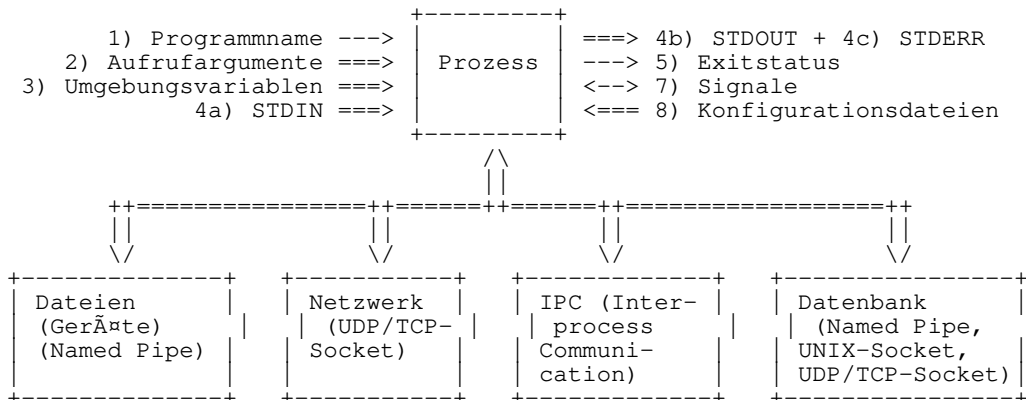 1) Programmname ---> ===> 4b) STDOUT + 4c) STDERR
2) Aufrufargumente ===> Prozess ---> 5) Exitstatus
3) Umgebungsvariablen ===> <--> 7) Signale
4a) STDIN ===> <=== 8) Konfigurationsdateien
Dateien Netzwerk IPC (Inter- Datenbank
(GerÃ¤te) (UDP/TCP- process (Named Pipe,
(Named Pipe) Socket) Communi- UNIX-Socket,
cation) UDP/TCP-Socket)